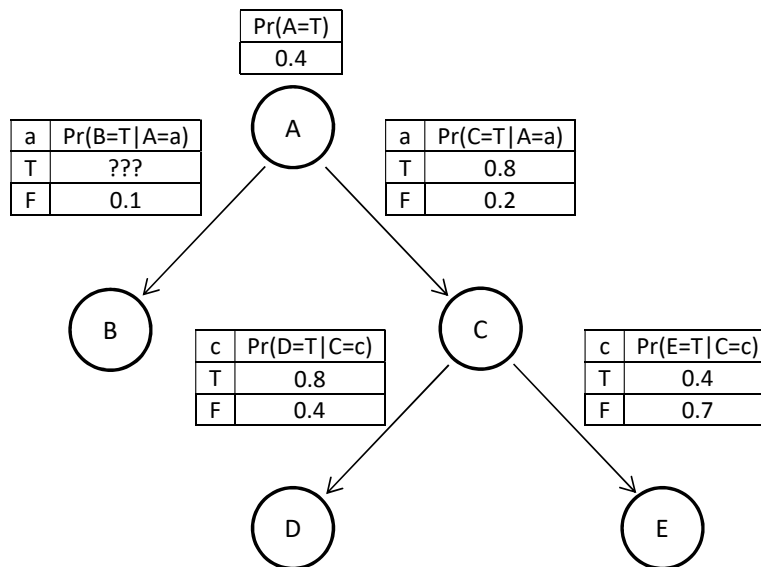 Pr(A=T)
0.4
A
a Pr(B=T|A=a)
T ???
F 0.1
a Pr(C=T|A=a)
T 0.8
F 0.2
B
C
c Pr(D=T|C=c)
T 0.8
F 0.4
c Pr(E=T|C=c)
T 0.4
F 0.7
D
E